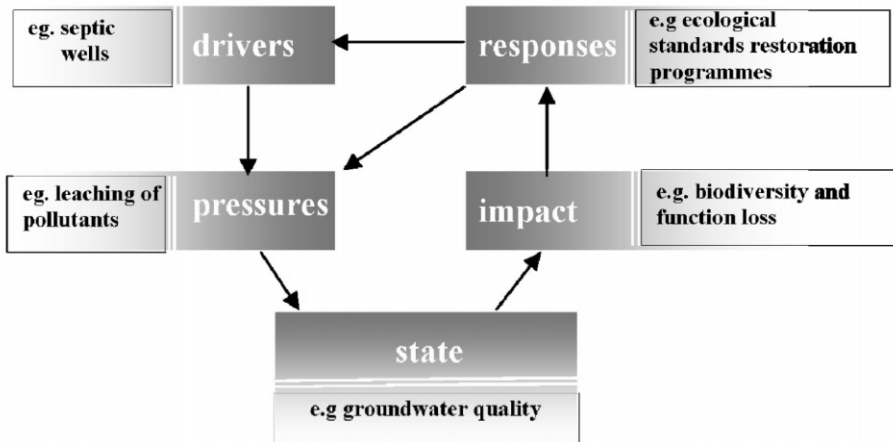 eg. septic
wells
drivers
responses
e.g ecological
standards restoration
programmes
eg. leaching of
pollutants
pressures
impact
e.g. biodiversity and
function loss
state
e.g groundwater quality